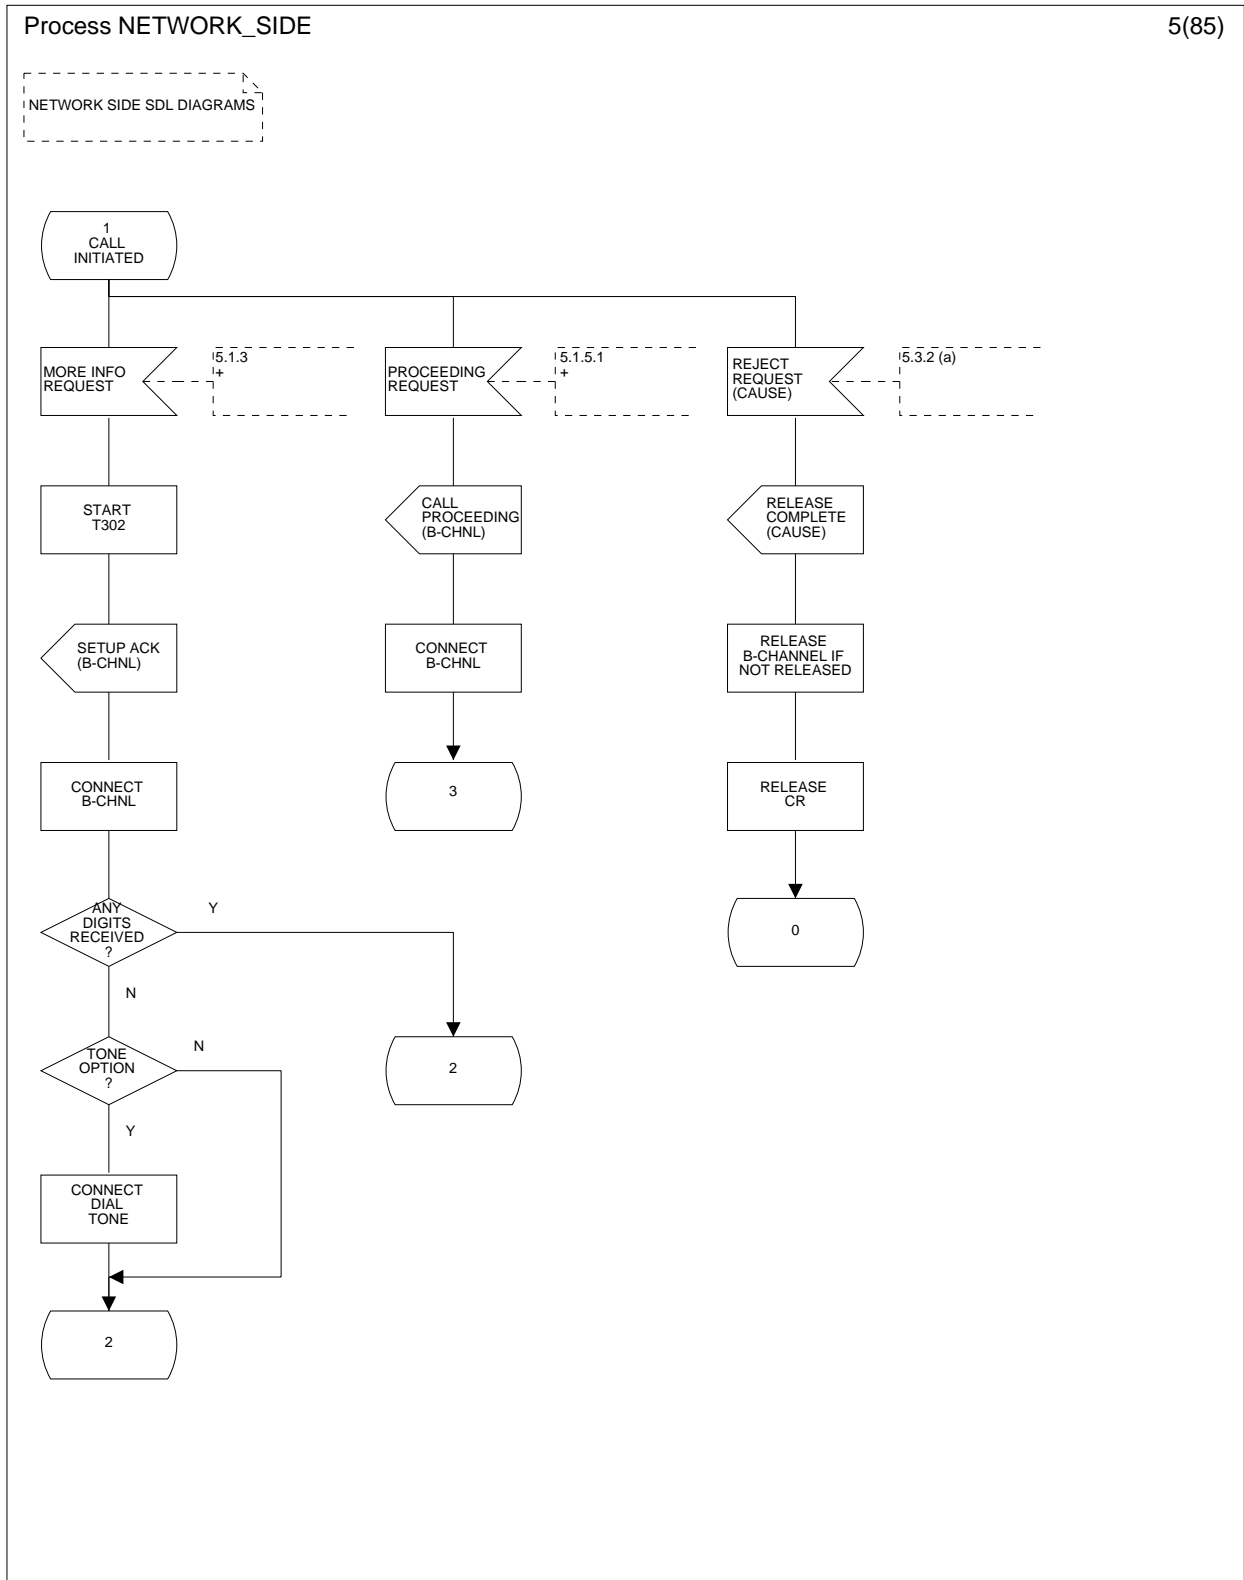 Process NETWORK_SIDE
5(85)
NETWORK SIDE SDL DIAGRAMS
1
CALL
INITIATED
MORE INFO
REQUEST
5.1.3
+
PROCEEDING
REQUEST
5.1.5.1
+
REJECT
REQUEST
(CAUSE)
5.3.2 (a)
START
T302
CALL
PROCEEDING
(B-CHNL)
RELEASE
COMPLETE
(CAUSE)
SETUP ACK
(B-CHNL)
CONNECT
B-CHNL
RELEASE
B-CHANNEL IF
NOT RELEASED
CONNECT
B-CHNL
3
RELEASE
CR
ANY
DIGITS
RECEIVED
?
Y
0
N
TONE
OPTION
?
N
2
Y
CONNECT
DIAL
TONE
2